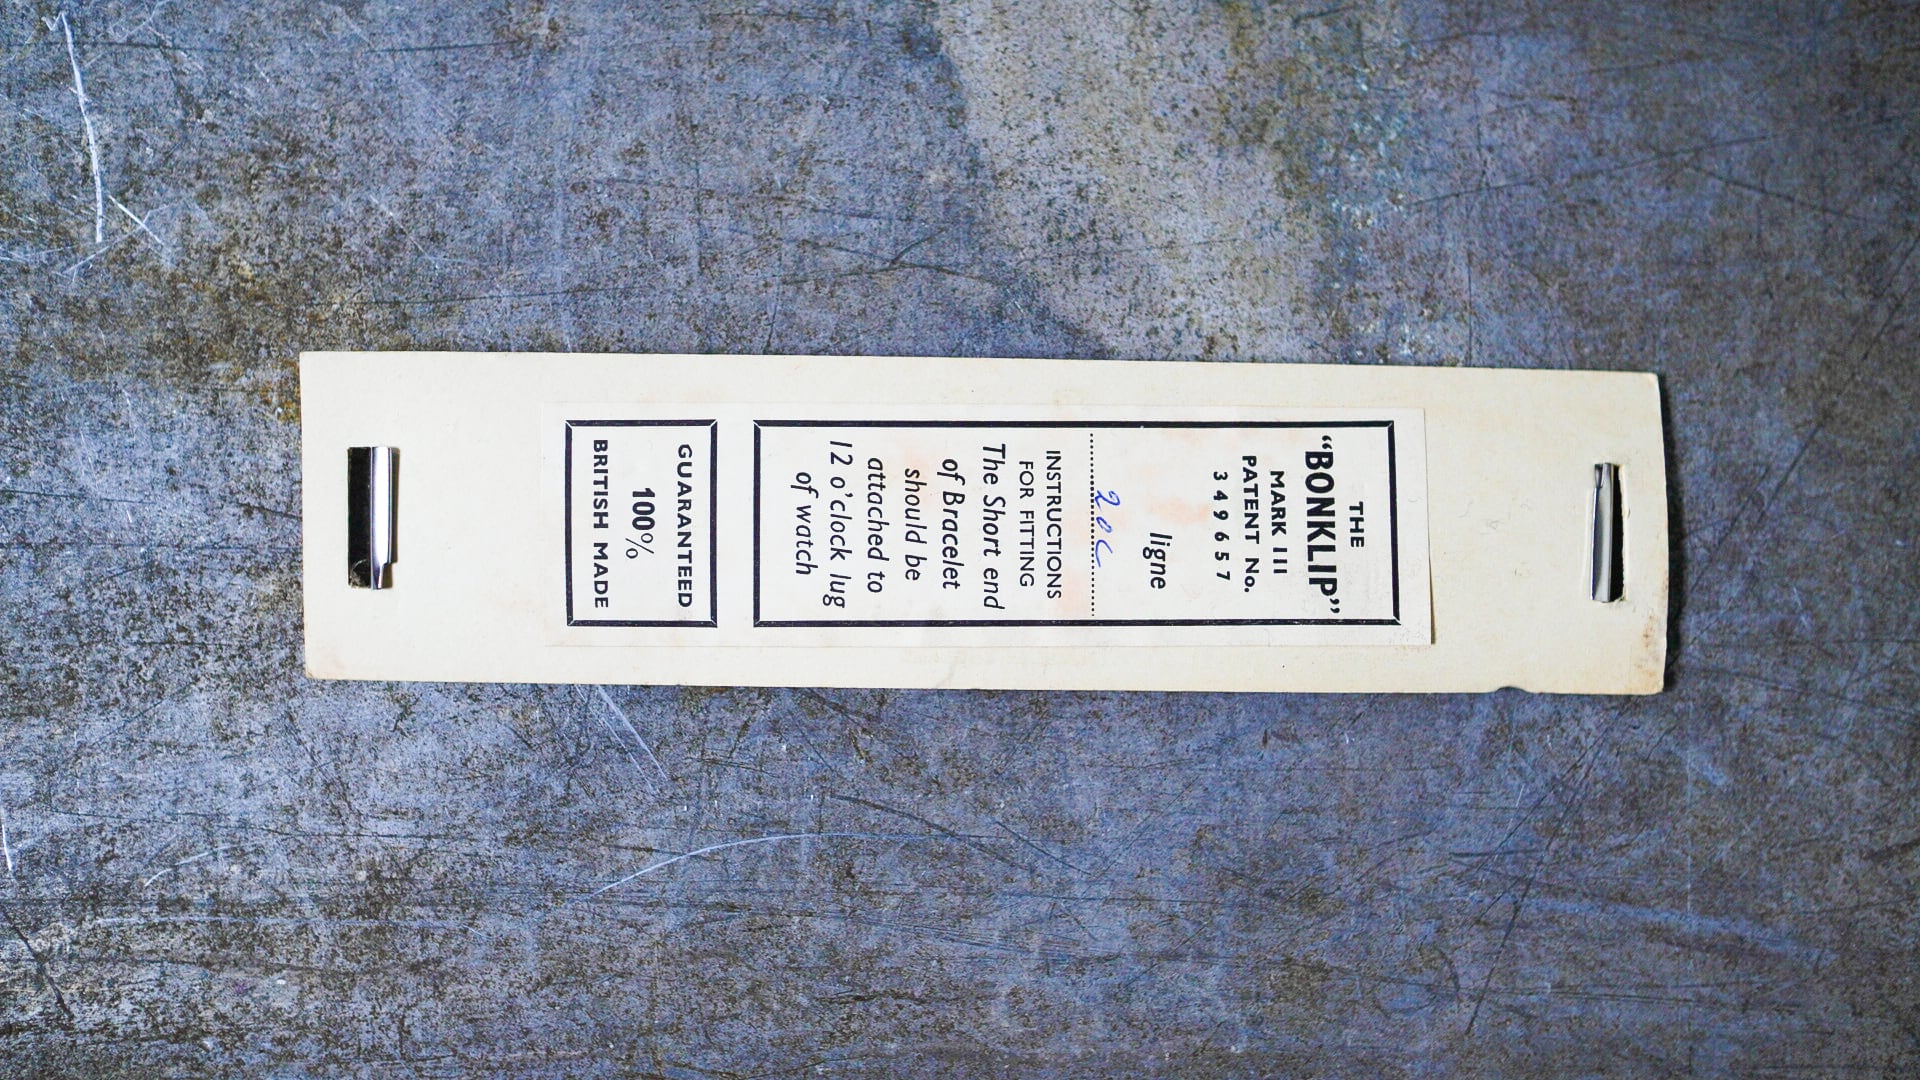 THE
“BONKLIP”
MARK III
PATENT No.
349657
ligne
20C
INSTRUCTIONS
FOR FITTING
The Short end
of Bracelet
should be
attached to
12 o'clock lug
of watch
GUARANTEED
100%
BRITISH MADE